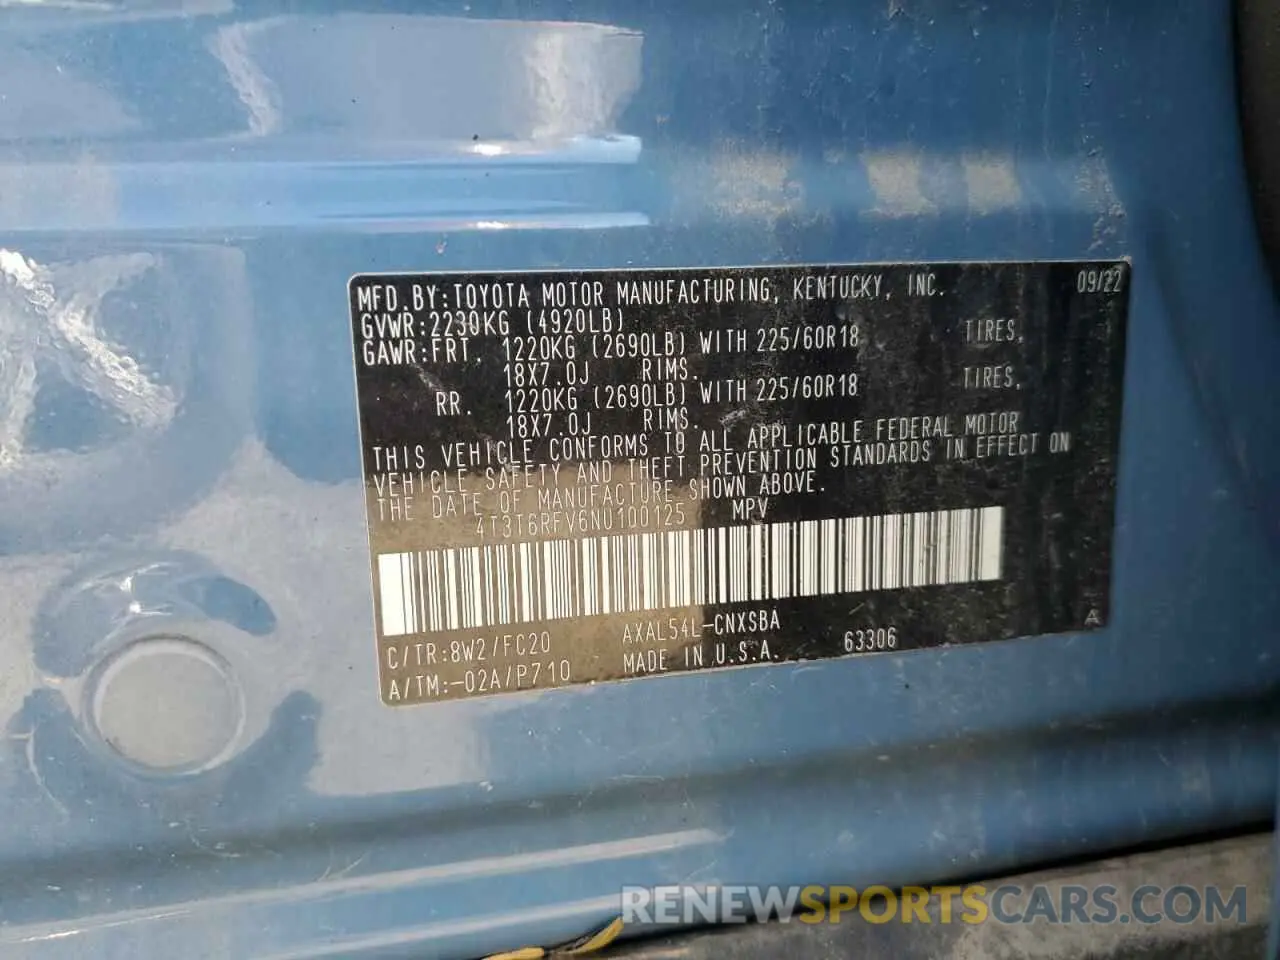 MFD.BY:TOYOTA MOTOR MANUFACTURING, KENTUCKY, INC. 09/22
GVWR:2230KG (4920LB)
GAWR:FRT. 1220KG (2690LB) WITH 225/60R18 TIRES,
18X7.0J RIMS.
RR. 1220KG (2690LB) WITH 225/60R18 TIRES,
18X7.0J RIMS.
THIS VEHICLE CONFORMS TO ALL APPLICABLE FEDERAL MOTOR
VEHICLE SAFETY AND THEFT PREVENTION STANDARDS IN EFFECT ON
THE DATE OF MANUFACTURE SHOWN ABOVE.
4T3T6RFV6NU100125 MPV
C/TR:8W2/FC20 AXAL54L-CNXSBA
A/TM:-02A/P710 MADE IN U.S.A. 63306 A
RENEWSPORTSCARS.COM